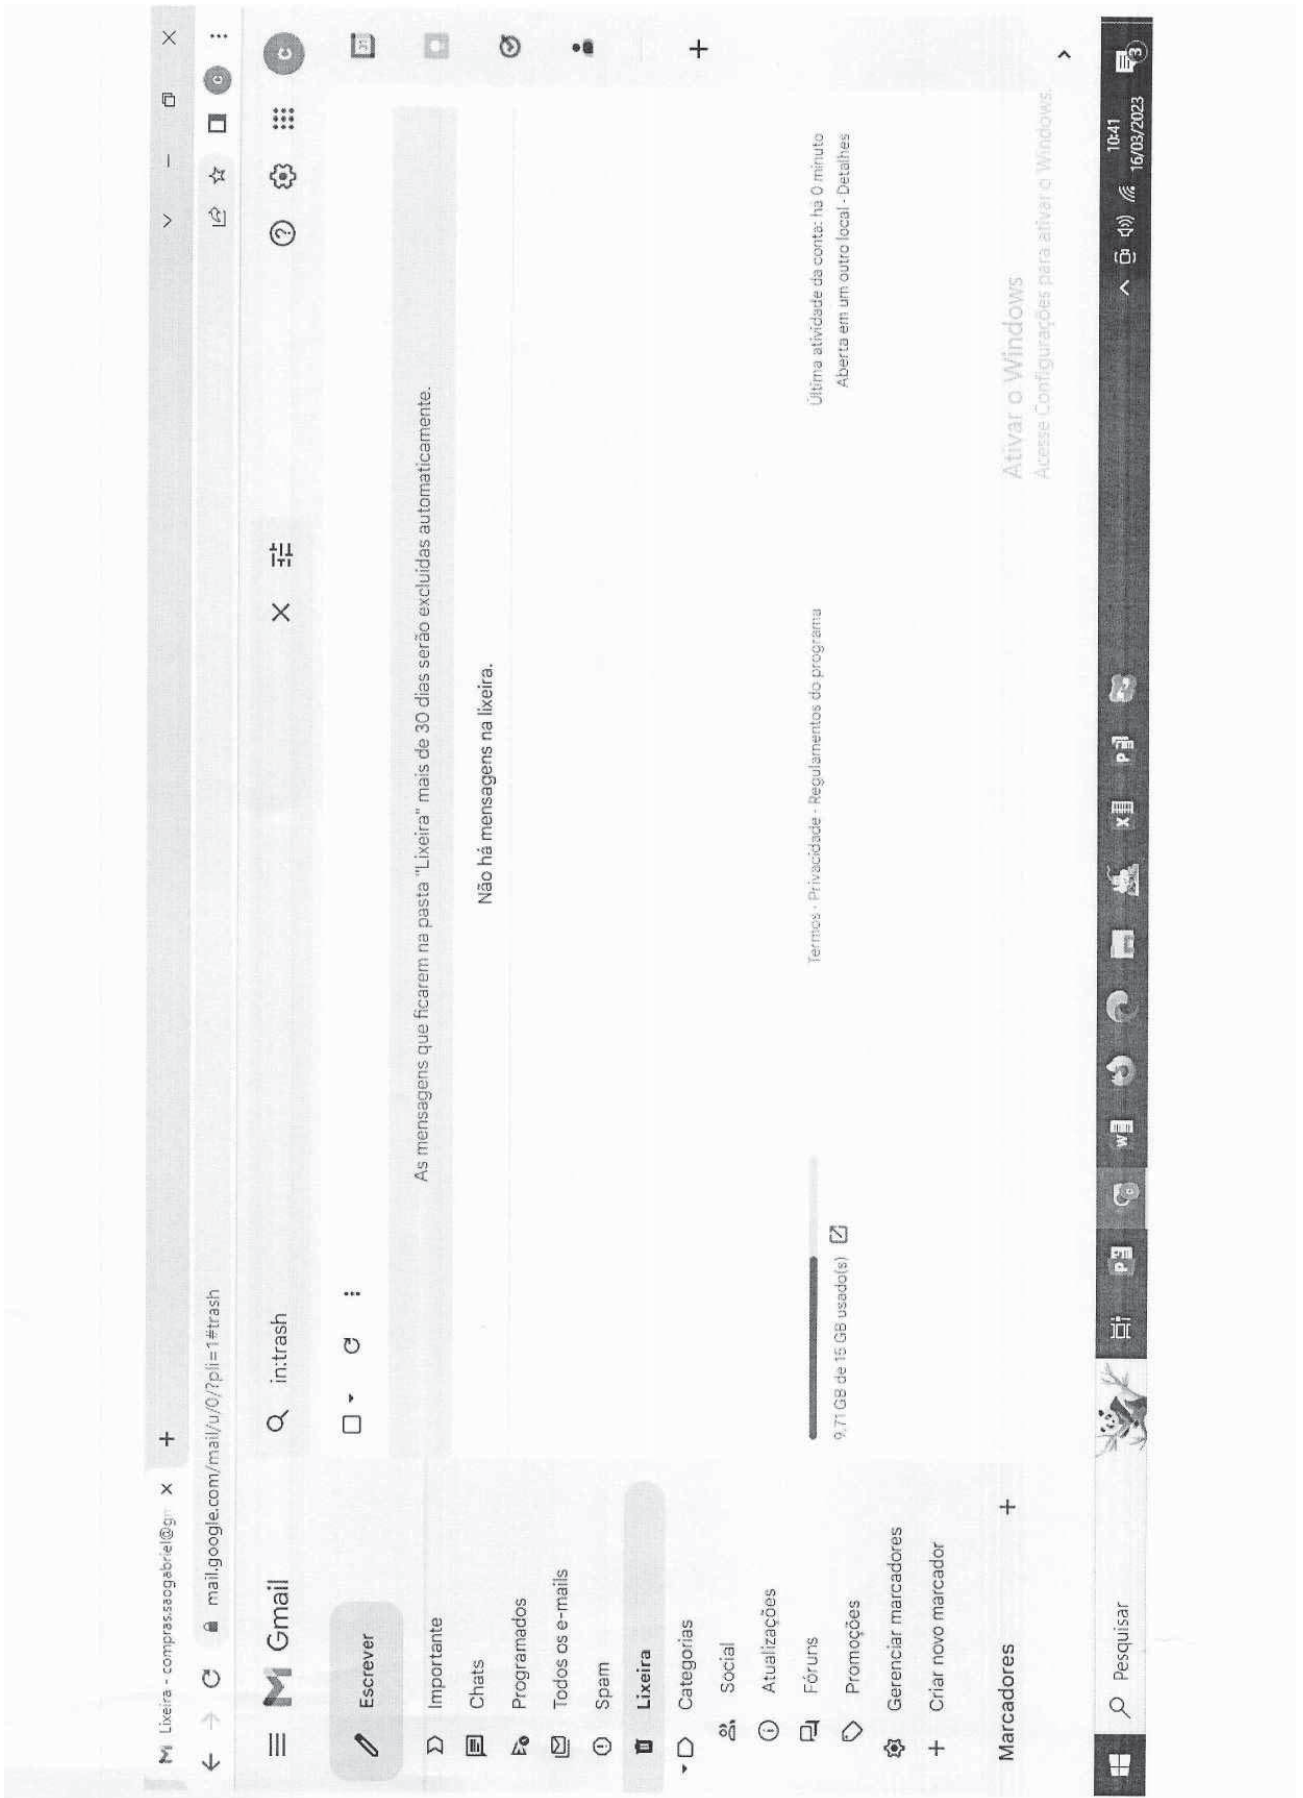 Lixeira - compras.saogabriel@gm
mail.google.com/mail/u/0/?pli=1#trash
Gmail
in:trash
C
C
Escrever
Importante
Chats
Programados
Todos os e-mails
Spam
Lixeira
Categorias
Social
Atualizações
Fóruns
Promoções
Gerenciar marcadores
Criar novo marcador
Marcadores
As mensagens que ficarem na pasta "Lixeira" mais de 30 dias serão excluídas automaticamente.
Não há mensagens na lixeira.
9,71 GB de 15 GB usado(s)
Termos · Privacidade · Regulamentos do programa
Última atividade da conta: há 0 minuto
Aberta em um outro local · Detalhes
31
Ativar o Windows
Acesse Configurações para ativar o Windows.
Pesquisar
10:41
16/03/2023
3